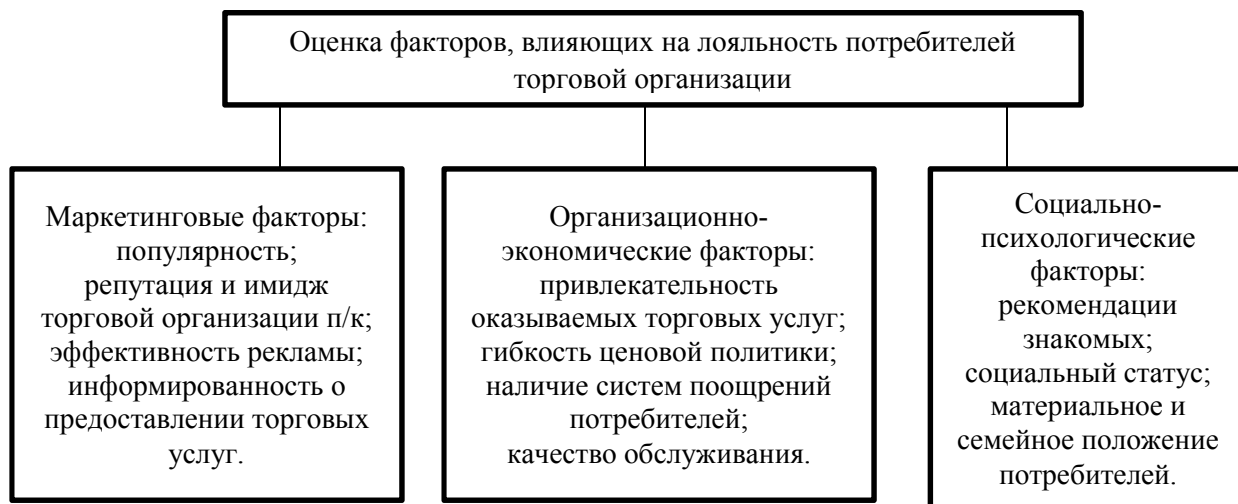 Оценка факторов, влияющих на лояльность потребителей
торговой организации
Маркетинговые факторы:
популярность;
репутация и имидж
торговой организации п/к;
эффективность рекламы;
информированность о
предоставлении торговых
услуг.
Организационно-
экономические факторы:
привлекательность
оказываемых торговых услуг;
гибкость ценовой политики;
наличие систем поощрений
потребителей;
качество обслуживания.
Социально-
психологические
факторы:
рекомендации
знакомых;
социальный статус;
материальное и
семейное положение
потребителей.